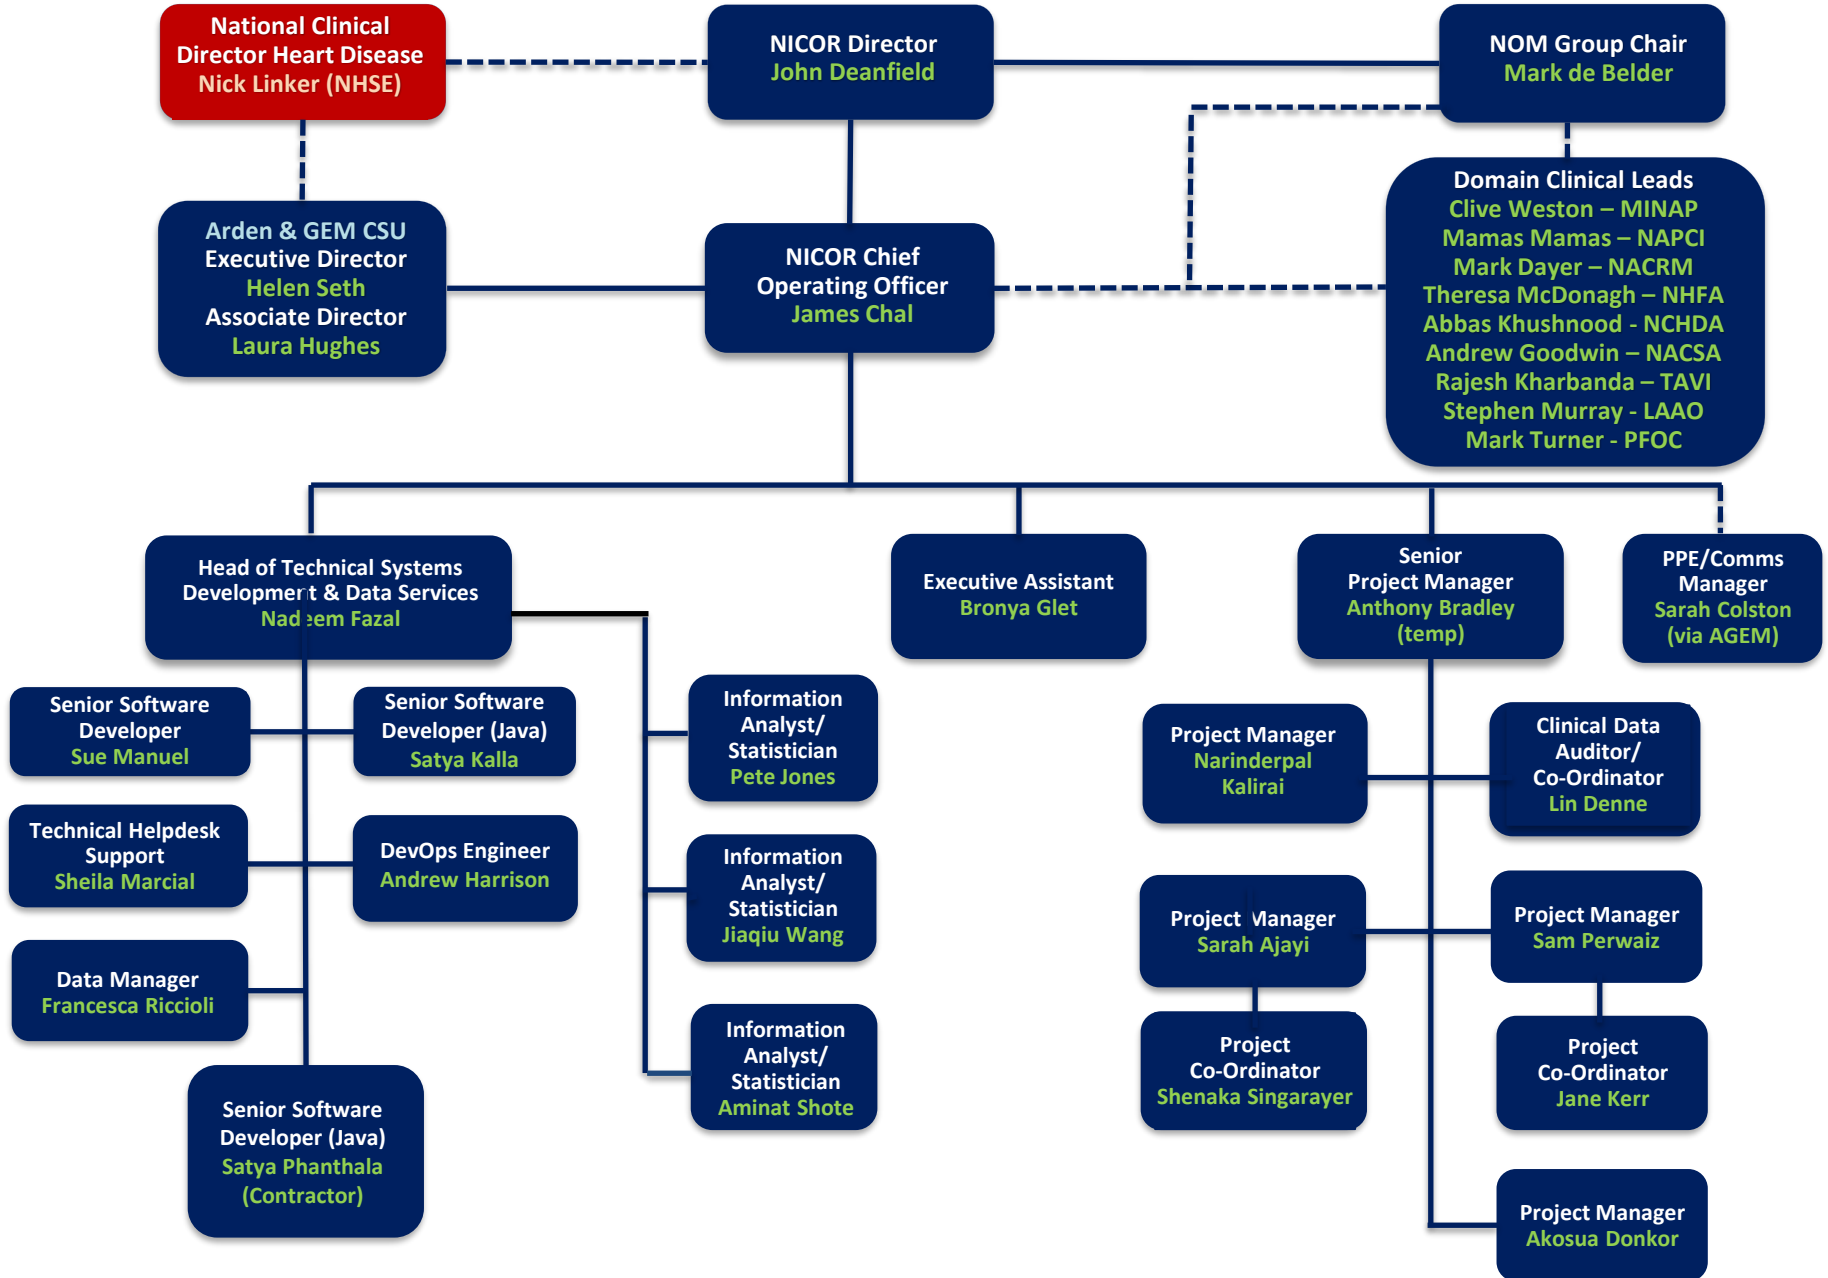 National Clinical
Director Heart Disease
Nick Linker (NHSE)
NICOR Director
John Deanfield
NOM Group Chair
Mark de Belder
Arden & GEM CSU
Executive Director
Helen Seth
Associate Director
Laura Hughes
NICOR Chief
Operating Officer
James Chal
Domain Clinical Leads
Clive Weston – MINAP
Mamas Mamas – NAPCI
Mark Dayer – NACRM
Theresa McDonagh – NHFA
Abbas Khushnood - NCHDA
Andrew Goodwin – NACSA
Rajesh Kharbanda – TAVI
Stephen Murray - LAAO
Mark Turner - PFOC
Head of Technical Systems
Development & Data Services
Nadeem Fazal
Executive Assistant
Bronya Glet
Senior
Project Manager
Anthony Bradley
(temp)
PPE/Comms
Manager
Sarah Colston
(via AGEM)
Senior Software
Developer
Sue Manuel
Senior Software
Developer (Java)
Satya Kalla
Information
Analyst/
Statistician
Pete Jones
Project Manager
Narinderpal
Kalirai
Clinical Data
Auditor/
Co-Ordinator
Lin Denne
Technical Helpdesk
Support
Sheila Marcial
DevOps Engineer
Andrew Harrison
Information
Analyst/
Statistician
Jiaqiu Wang
Project Manager
Sarah Ajayi
Project Manager
Sam Perwaiz
Data Manager
Francesca Riccioli
Information
Analyst/
Statistician
Aminat Shote
Project
Co-Ordinator
Shenaka Singarayer
Project
Co-Ordinator
Jane Kerr
Senior Software
Developer (Java)
Satya Phanthala
(Contractor)
Project Manager
Akosua Donkor